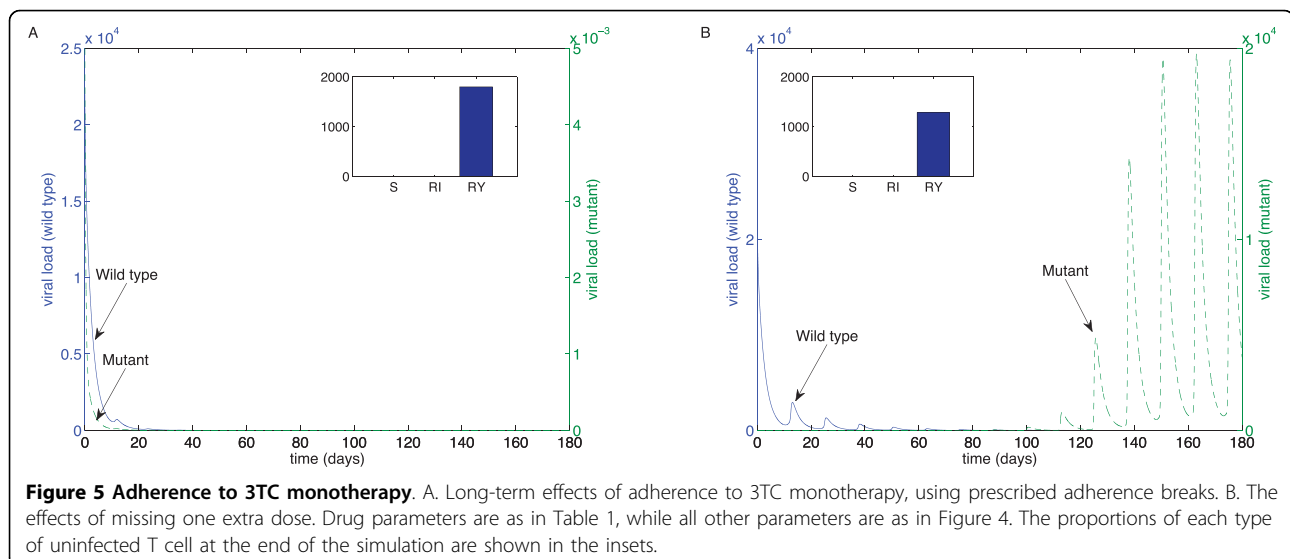 A
x 10⁴
2.5
2
1.5
1
0.5
0
viral load (wild type)
x 10⁻³
5
4
3
2
1
0
viral load (mutant)
2000
1000
0
S RI RY
Wild type
Mutant
0 20 40 60 80 100 120 140 160 180
time (days)
B
x 10⁴
4
2
0
viral load (wild type)
x 10⁴
2
1
0
viral load (mutant)
2000
1000
0
S RI RY
Mutant
Wild type
0 20 40 60 80 100 120 140 160 180
time (days)
Figure 5 Adherence to 3TC monotherapy. A. Long-term effects of adherence to 3TC monotherapy, using prescribed adherence breaks. B. The
effects of missing one extra dose. Drug parameters are as in Table 1, while all other parameters are as in Figure 4. The proportions of each type
of uninfected T cell at the end of the simulation are shown in the insets.